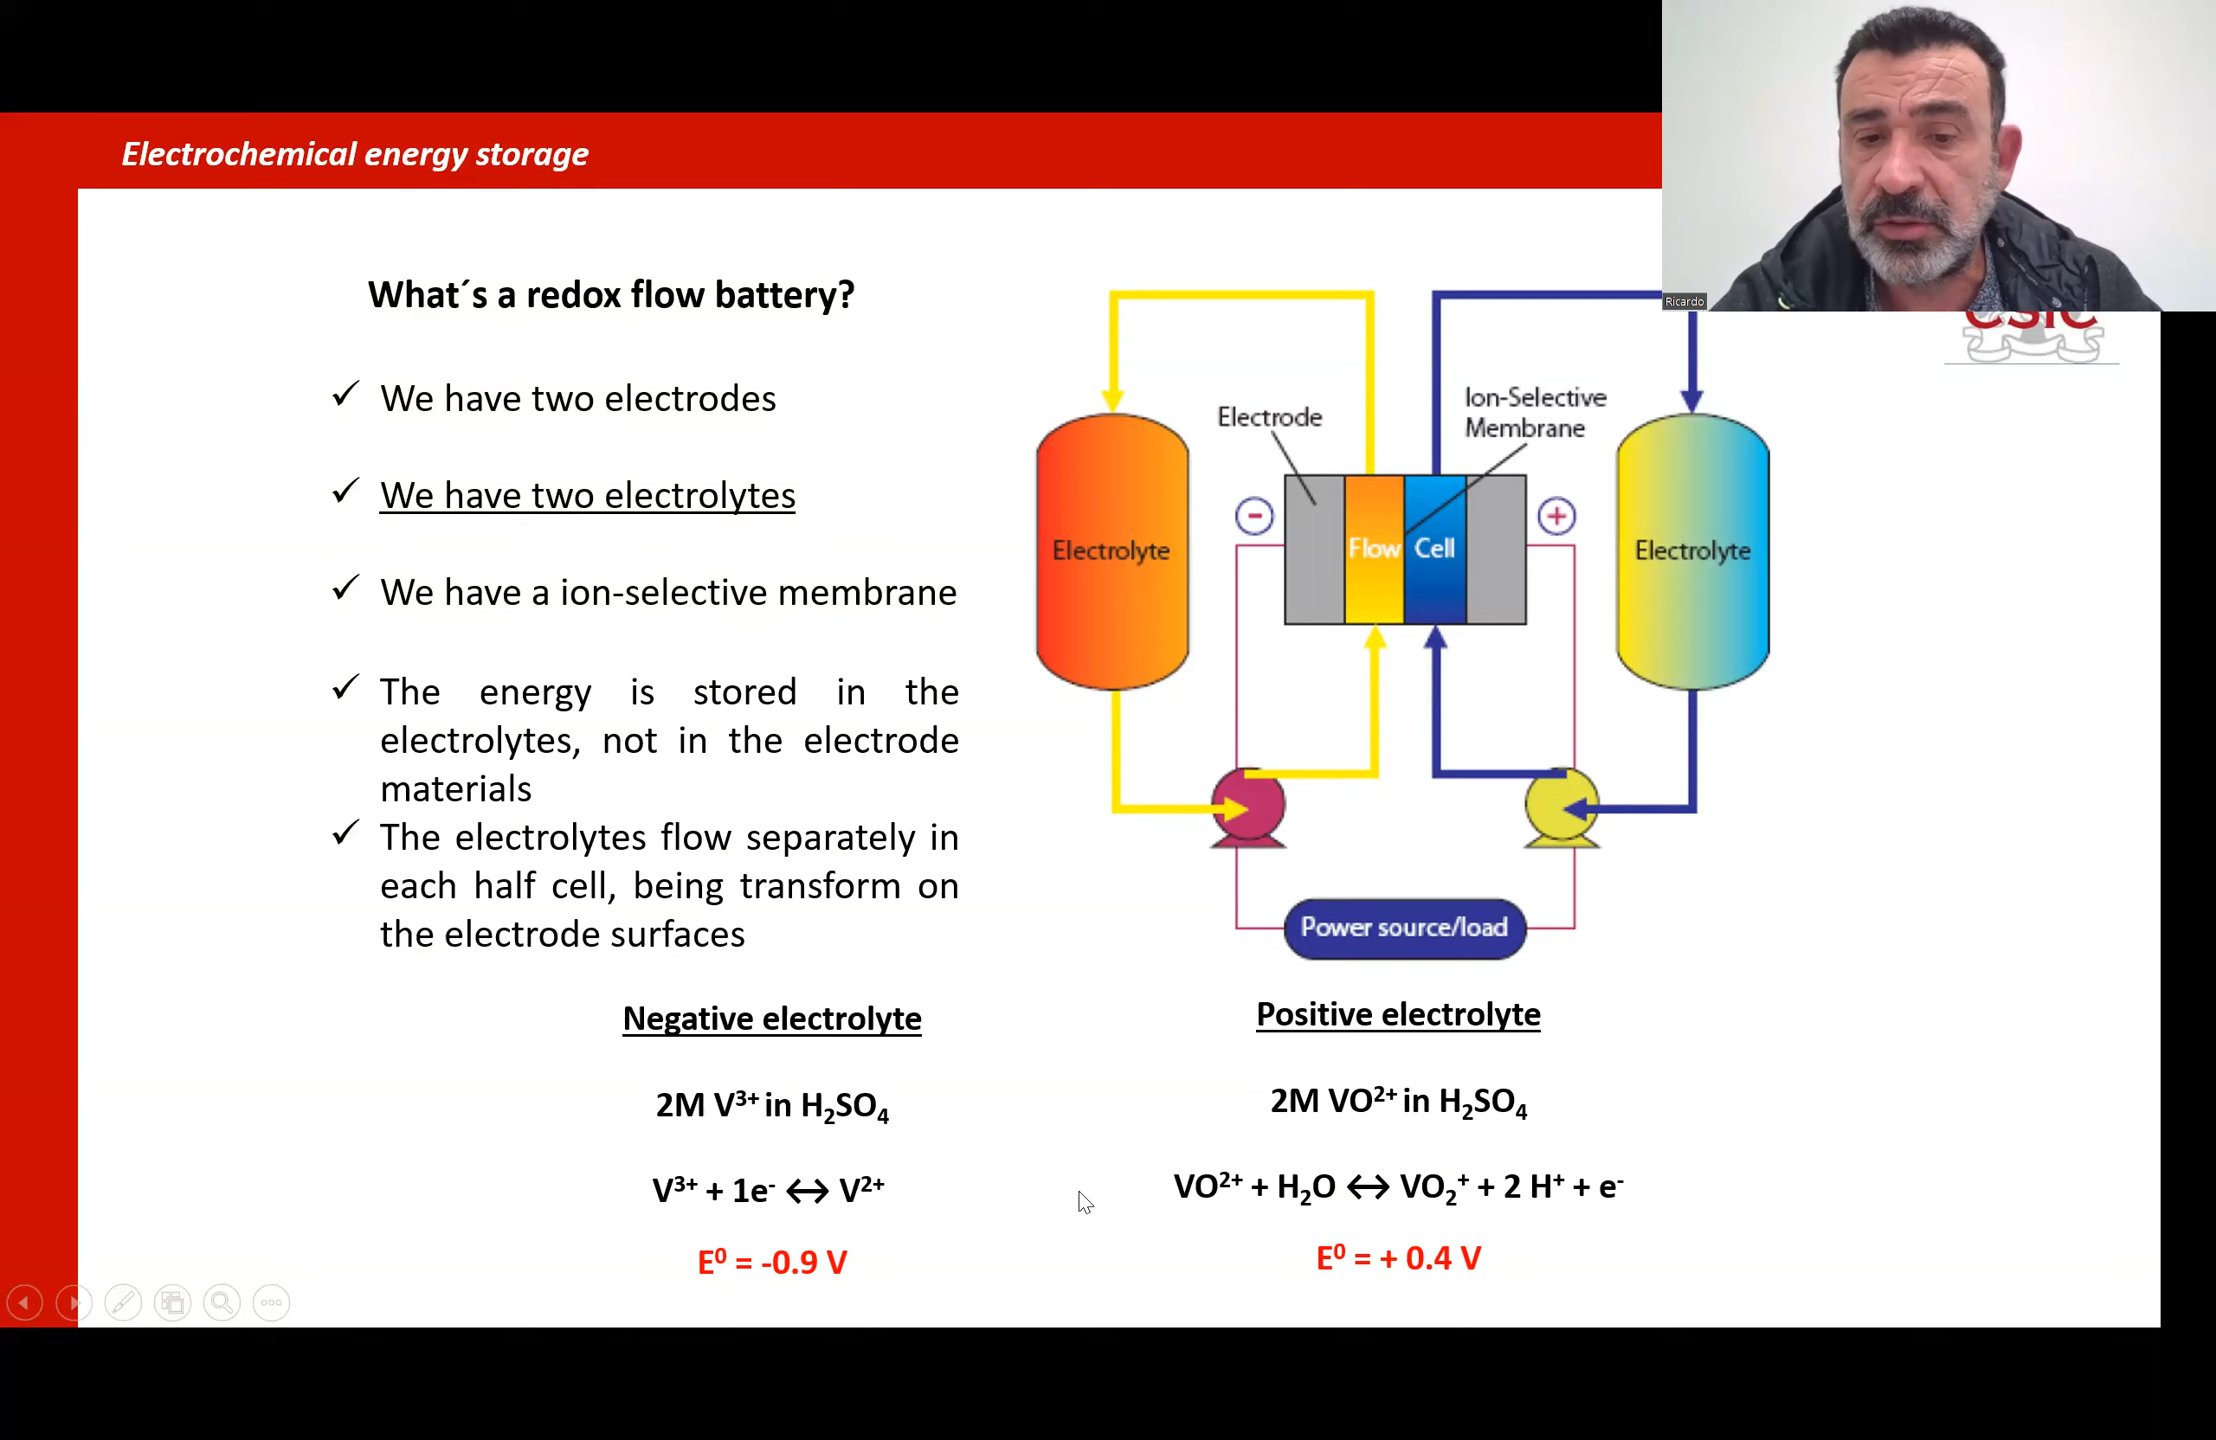 Electrochemical energy storage
Ricardo
CSIC
What´s a redox flow battery?
✓ We have two electrodes
✓ We have two electrolytes
✓ We have a ion-selective membrane
✓ The energy is stored in the
electrolytes, not in the electrode
materials
✓ The electrolytes flow separately in
each half cell, being transform on
the electrode surfaces
Electrode
Ion-Selective
Membrane
Electrolyte
−
Flow
Cell
+
Electrolyte
Power source/load
Negative electrolyte
2M V³⁺ in H₂SO₄
V³⁺ + 1e⁻ ↔ V²⁺
E⁰ = -0.9 V
Positive electrolyte
2M VO²⁺ in H₂SO₄
VO²⁺ + H₂O ↔ VO₂⁺ + 2 H⁺ + e⁻
E⁰ = + 0.4 V